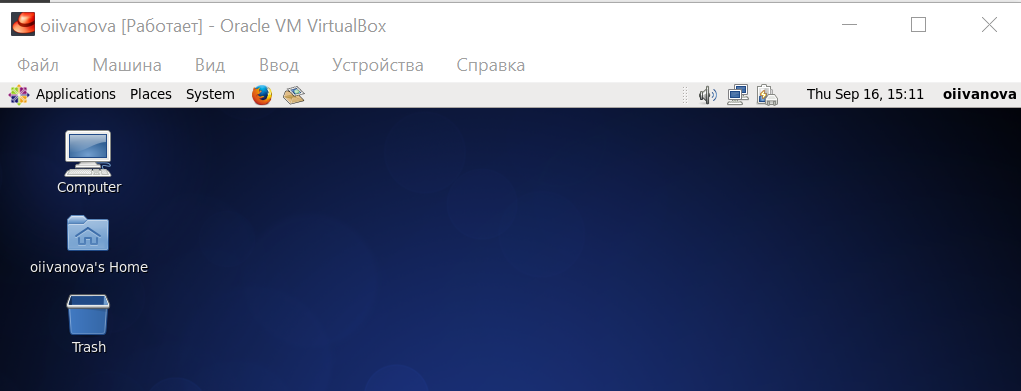 oiivanova [Работает] - Oracle VM VirtualBox
Файл Машина Вид Ввод Устройства Справка
Applications Places System Thu Sep 16, 15:11 oiivanova
Computer
oiivanova's Home
Trash